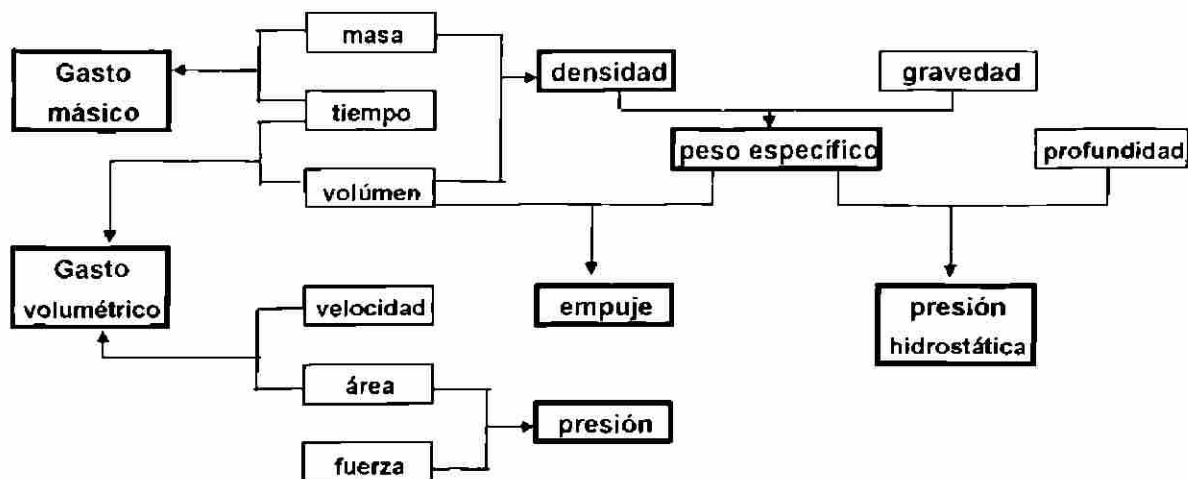 masa
Gasto
másico
densidad
gravedad
tiempo
peso específico
profundidad
volúmen
Gasto
volumétrico
velocidad
empuje
presión
hidrostática
área
presión
fuerza